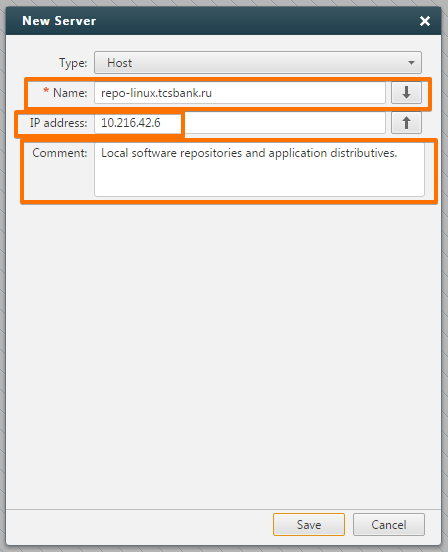 New Server
Type: Host
* Name: repo-linux.tcsbank.ru
IP address: 10.216.42.6
Comment: Local software repositories and application distributives.
Save Cancel